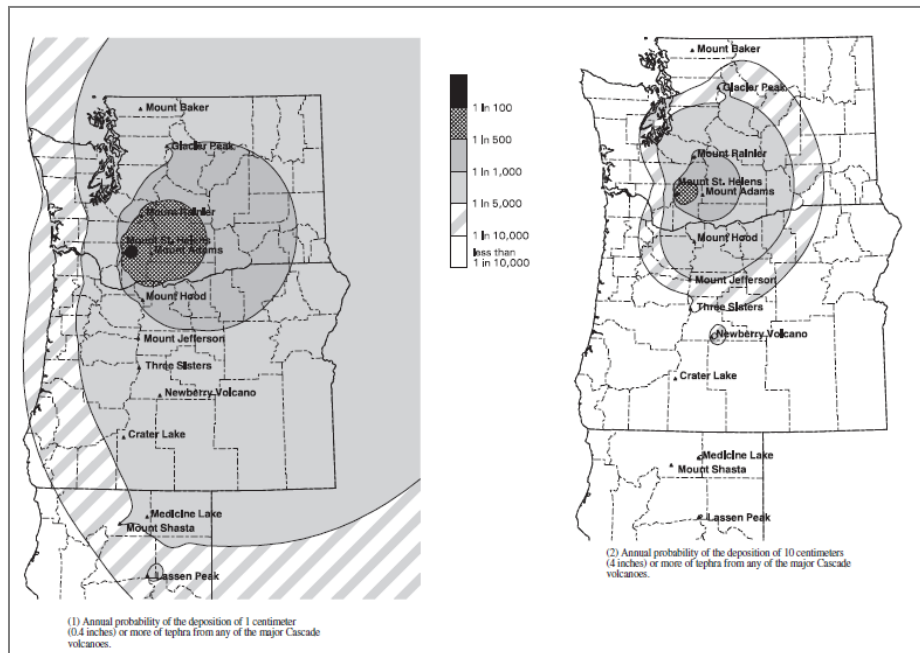 Mount Baker
Glacier Peak
Mount Rainier
Mount St. Helens
Mount Adams
Mount Hood
Mount Jefferson
Three Sisters
Newberry Volcano
Crater Lake
Medicine Lake
Mount Shasta
Lassen Peak
(1) Annual probability of the deposition of 1 centimeter
(0.4 inches) or more of tephra from any of the major Cascade
volcanoes.
1 In 100
1 In 500
1 In 1,000
1 In 5,000
1 In 10,000
less than
1 in 10,000
Mount Baker
Glacier Peak
Mount Rainier
Mount St. Helens
Mount Adams
Mount Hood
Mount Jefferson
Three Sisters
Newberry Volcano
Crater Lake
Medicine Lake
Mount Shasta
Lassen Peak
(2) Annual probability of the deposition of 10 centimeters
(4 inches) or more of tephra from any of the major Cascade
volcanoes.